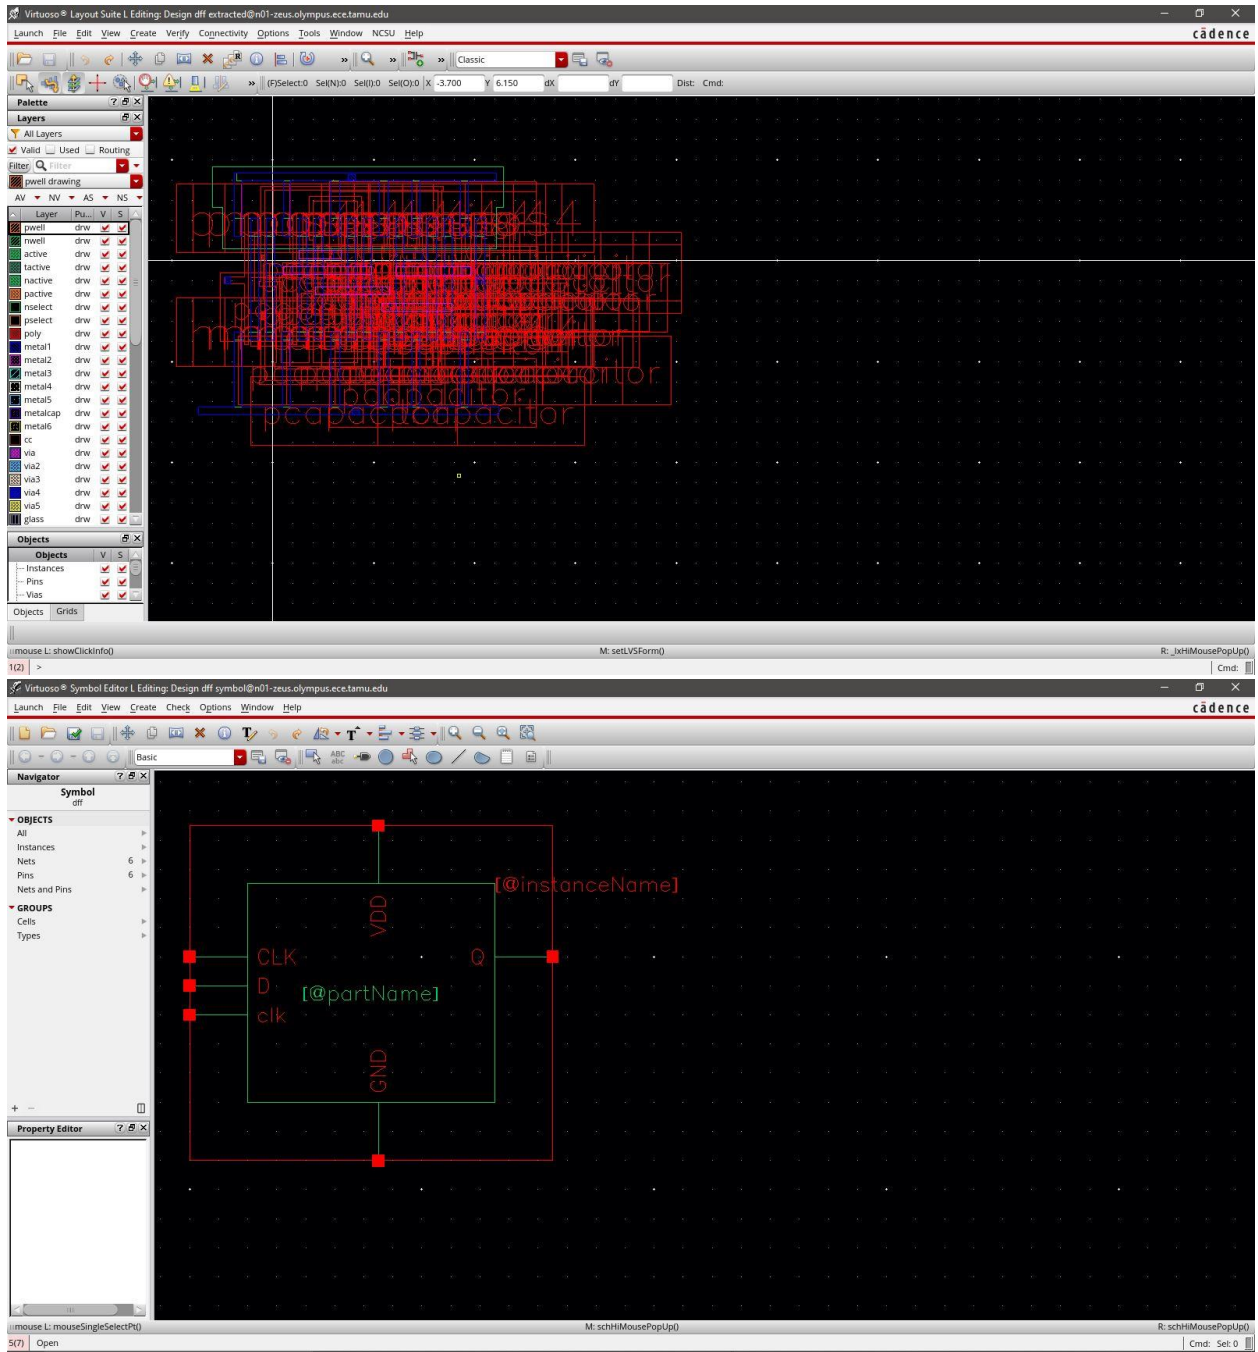 Virtuoso® Layout Suite L Editing: Design dff extracted@n01-zeus.olympus.ece.tamu.edu
Launch File Edit View Create Verify Connectivity Options Tools Window NCSU Help
cādence
» » » Classic
» (F)Select:0 Sel(N):0 Sel(I):0 Sel(O):0 X -3.700 Y 6.150 dX dY Dist: Cmd:
Palette
Layers
All Layers
Valid Used Routing
Filter Filter
pwell drawing
AV NV AS NS
Layer Pu... V S
pwell drw
nwell drw
active drw
tactive drw
nactive drw
pactive drw
nselect drw
pselect drw
poly drw
metal1 drw
metal2 drw
metal3 drw
metal4 drw
metal5 drw
metalcap drw
metal6 drw
cc drw
via drw
via2 drw
via3 drw
via4 drw
via5 drw
glass drw
Objects
Objects V S
Instances
Pins
Vias
Objects Grids
mouse L: showClickInfo() M: setLVSForm() R: _lxHiMousePopUp()
1(2) > Cmd:
Virtuoso® Symbol Editor L Editing: Design dff symbol@n01-zeus.olympus.ece.tamu.edu
Launch File Edit View Create Check Options Window Help
cādence
Basic
ABC
abc
Navigator
Symbol
dff
OBJECTS
All
Instances
Nets 6
Pins 6
Nets and Pins
GROUPS
Cells
Types
Property Editor
[@instanceName]
VDD
CLK Q
D
[@partName]
clk
GND
mouse L: mouseSingleSelectPt() M: schHiMousePopUp() R: schHiMousePopUp()
5(7) Open Cmd: Sel: 0